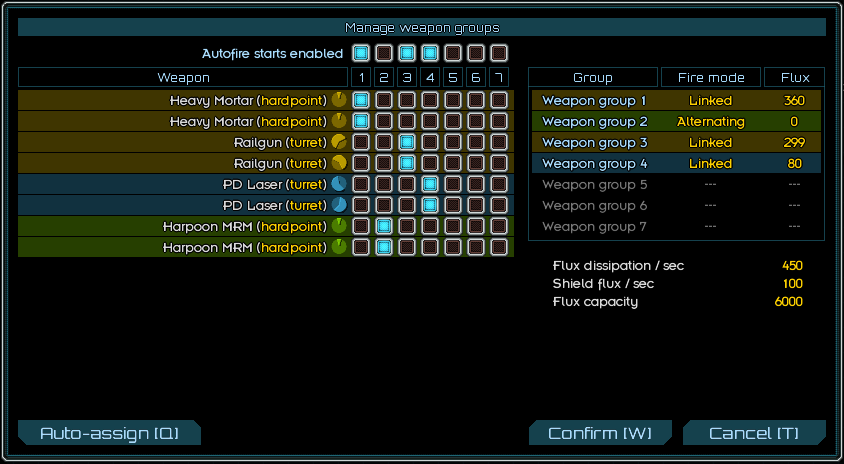 Manage weapon groups
Autofire starts enabled
Weapon 1 2 3 4 5 6 7 Group Fire mode Flux
Heavy Mortar (hardpoint) Weapon group 1 Linked 360
Heavy Mortar (hardpoint) Weapon group 2 Alternating 0
Railgun (turret) Weapon group 3 Linked 299
Railgun (turret) Weapon group 4 Linked 80
PD Laser (turret) Weapon group 5 --- ---
PD Laser (turret) Weapon group 6 --- ---
Harpoon MRM (hardpoint) Weapon group 7 --- ---
Harpoon MRM (hardpoint)
Flux dissipation / sec 450
Shield flux / sec 100
Flux capacity 6000
Auto-assign [Q] Confirm [W] Cancel [T]